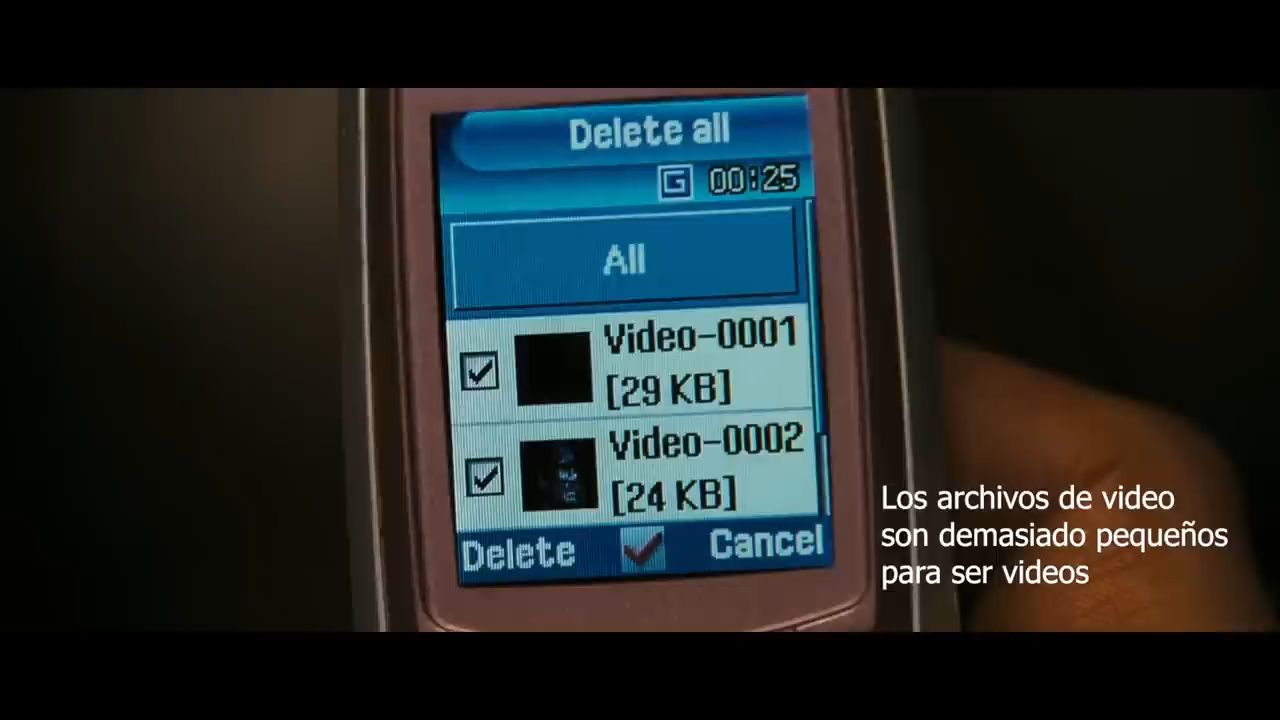 Delete all
G 00:25
All
Video-0001
[29 KB]
Video-0002
[24 KB]
Delete
Cancel
Los archivos de video
son demasiado pequeños
para ser videos